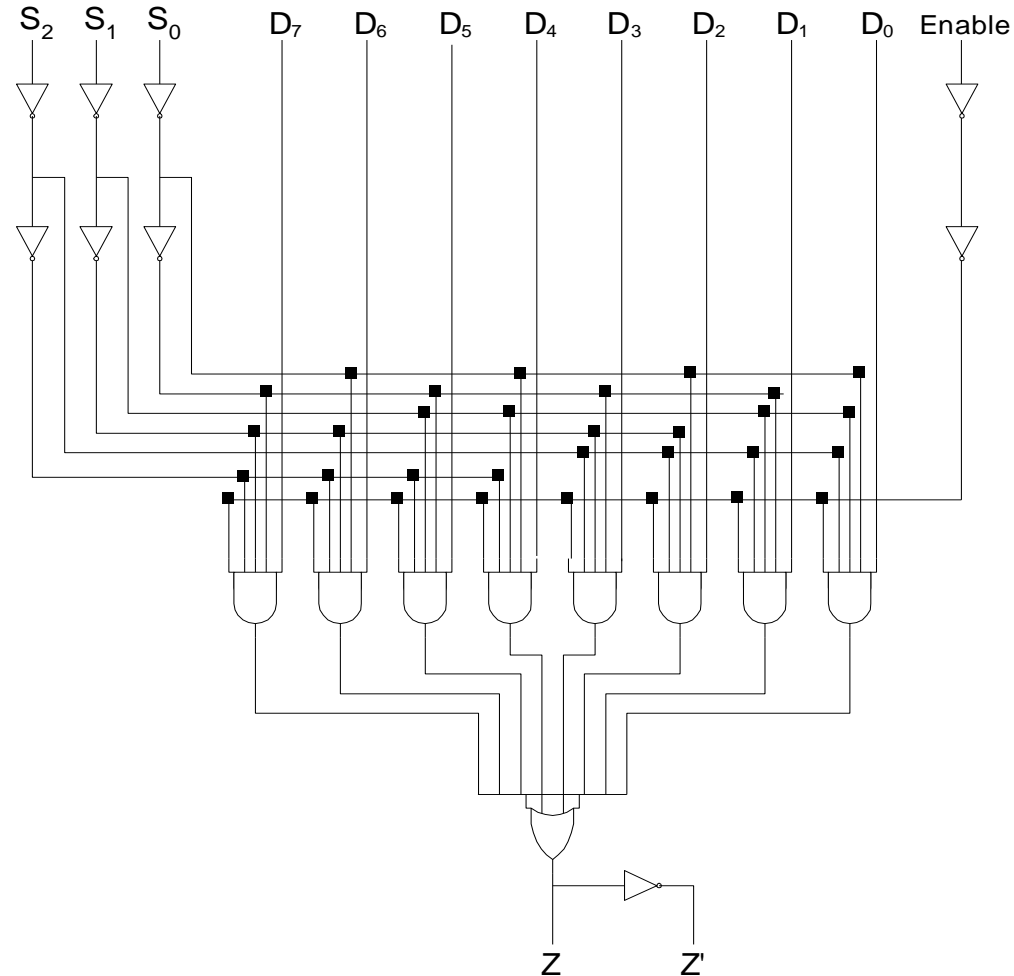 S₂ S₁ S₀ D₇ D₆ D₅ D₄ D₃ D₂ D₁ D₀ Enable
Z Z'